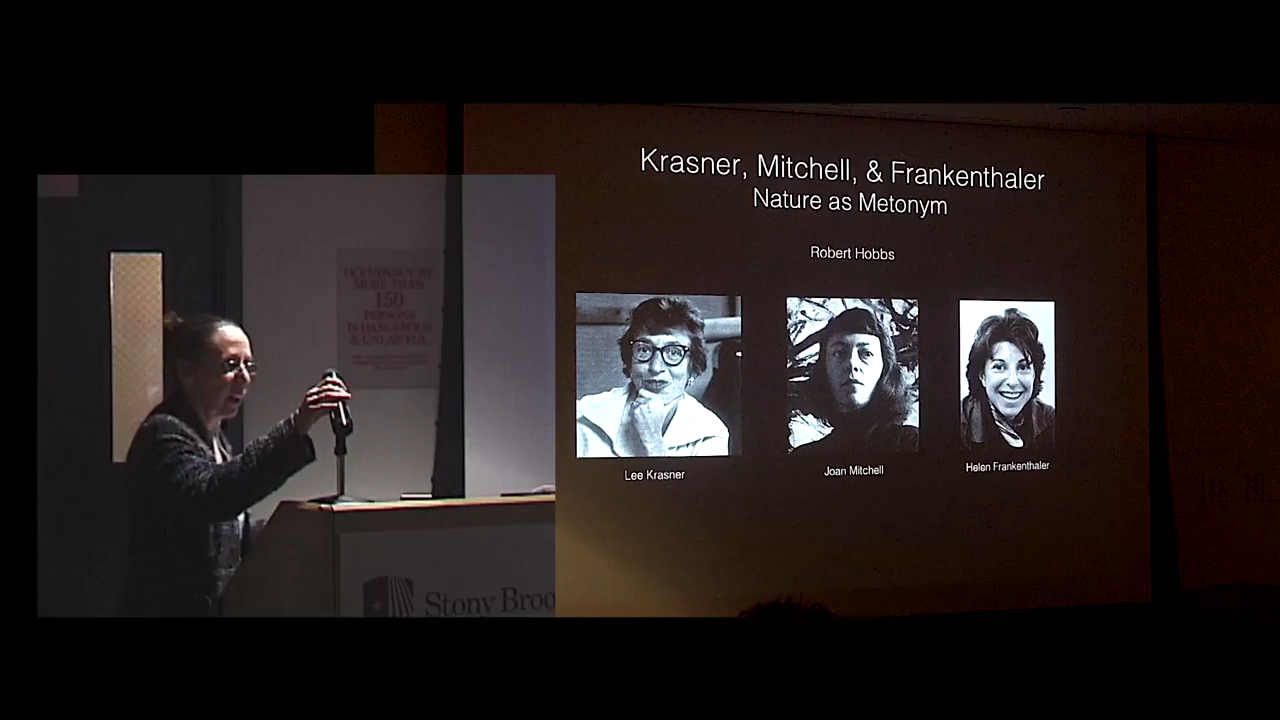 Krasner, Mitchell, & Frankenthaler
Nature as Metonym
Robert Hobbs
Lee Krasner
Joan Mitchell
Helen Frankenthaler
OCCUPANCY BY
MORE THAN
150
PERSONS
IS DANGEROUS
& UNLAWFUL
Stony Broo